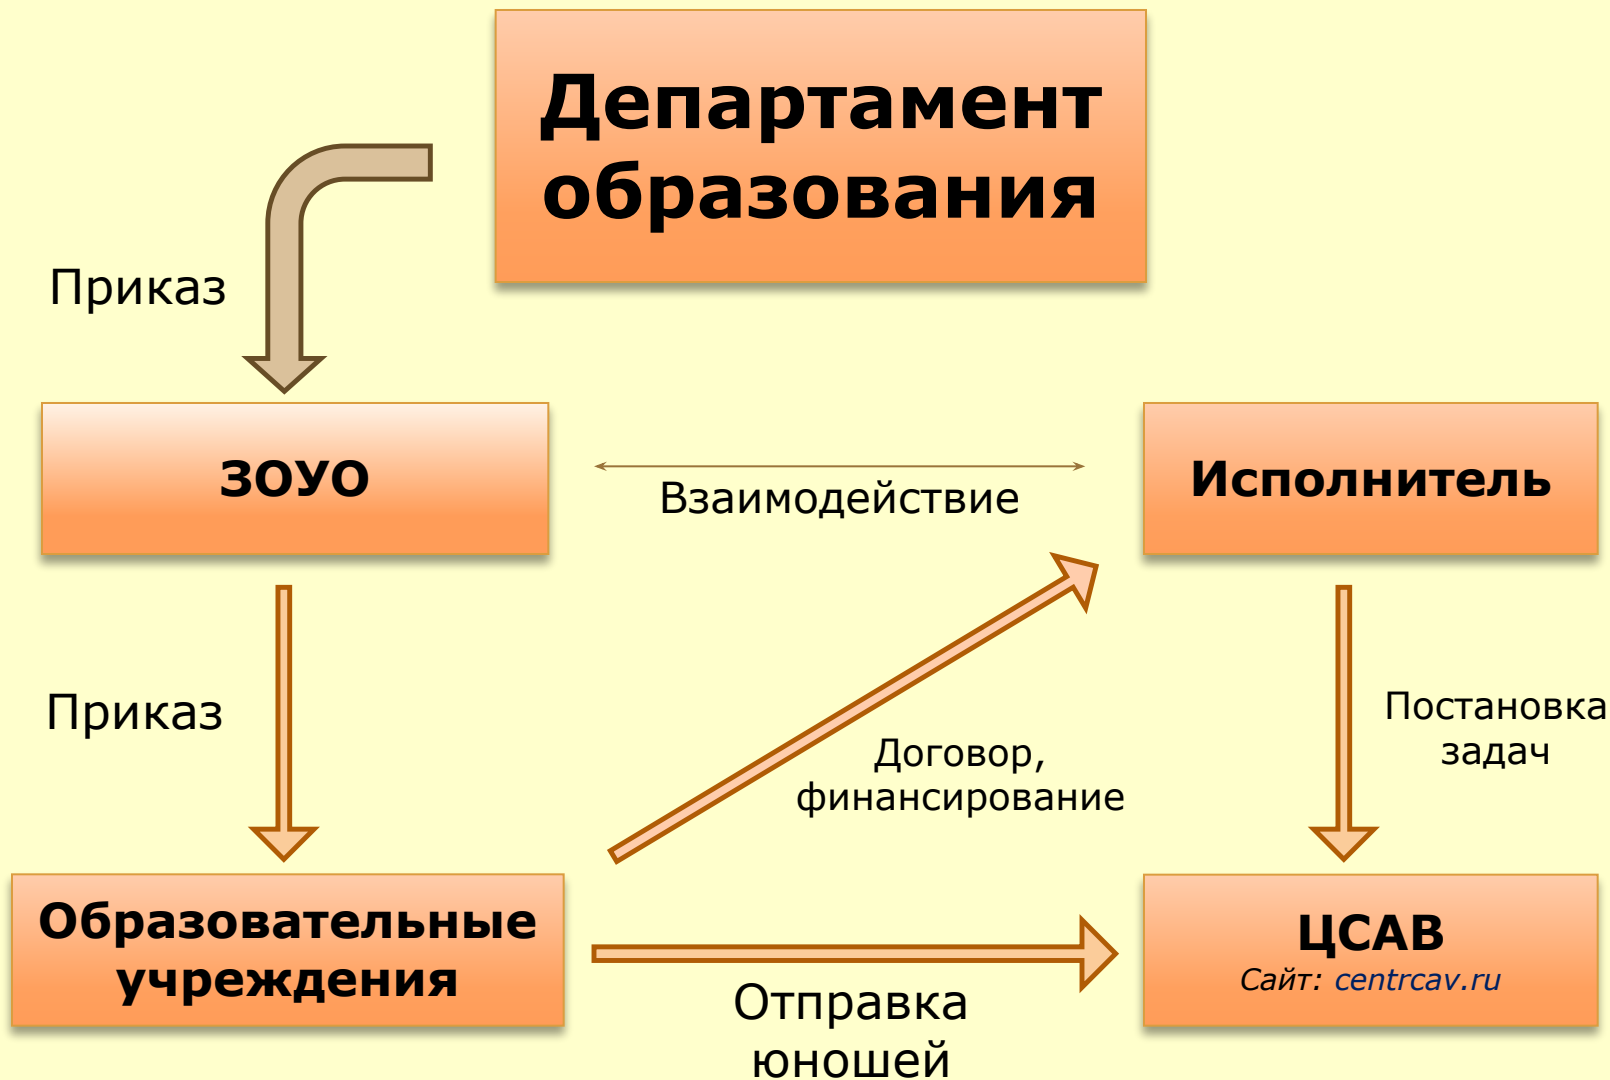 Департамент
образования
Приказ
ЗОУО
Взаимодействие
Исполнитель
Приказ
Договор,
финансирование
Постановка
задач
Образовательные
учреждения
Отправка
юношей
ЦСАВ
Сайт: centrcav.ru